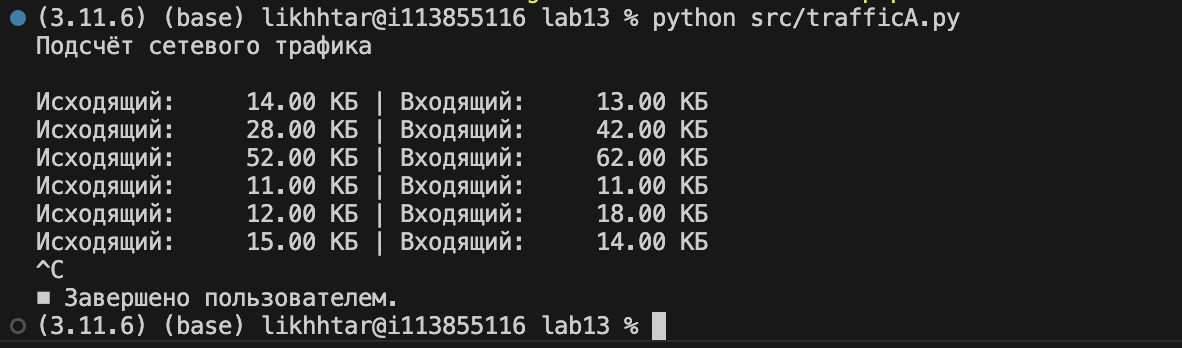 (3.11.6) (base) likhhtar@i113855116 lab13 % python src/trafficA.py
Подсчёт сетевого трафика
Исходящий: 14.00 КБ | Входящий: 13.00 КБ
Исходящий: 28.00 КБ | Входящий: 42.00 КБ
Исходящий: 52.00 КБ | Входящий: 62.00 КБ
Исходящий: 11.00 КБ | Входящий: 11.00 КБ
Исходящий: 12.00 КБ | Входящий: 18.00 КБ
Исходящий: 15.00 КБ | Входящий: 14.00 КБ
^C
■ Завершено пользователем.
(3.11.6) (base) likhhtar@i113855116 lab13 %